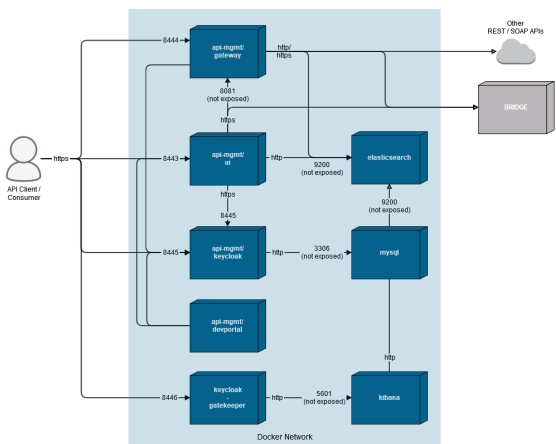 Other
REST / SOAP APIs
8444
api-mgmt/
gateway
http/
https
8081
(not exposed)
https
BRIDGE
https
8443
api-mgmt/
ui
http
9200
(not exposed)
elasticsearch
API Client /
Consumer
https
8445
9200
(not exposed)
8445
api-mgmt/
keycloak
http
3306
(not exposed)
mysql
api-mgmt/
devportal
http
8446
keycloak
-
gatekeeper
http
5601
(not exposed)
kibana
Docker Network